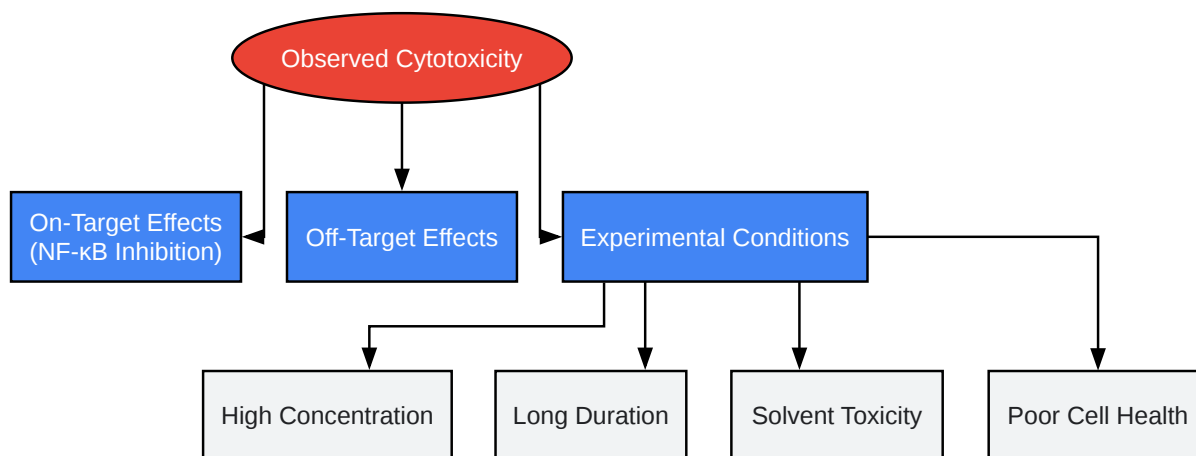 Observed Cytotoxicity
On-Target Effects
(NF-κB Inhibition)
Off-Target Effects
Experimental Conditions
High Concentration
Long Duration
Solvent Toxicity
Poor Cell Health